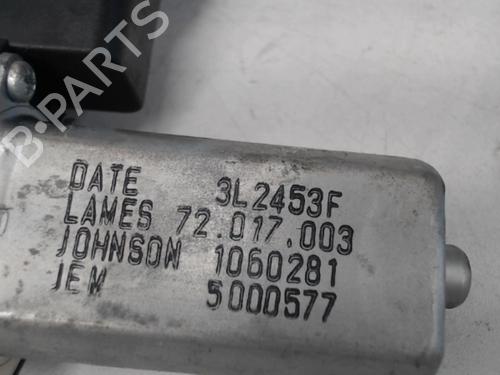 B-PARTS
DATE 3L2453F
LAMES 72.017.003
JOHNSON 1060281
JEM 5000577